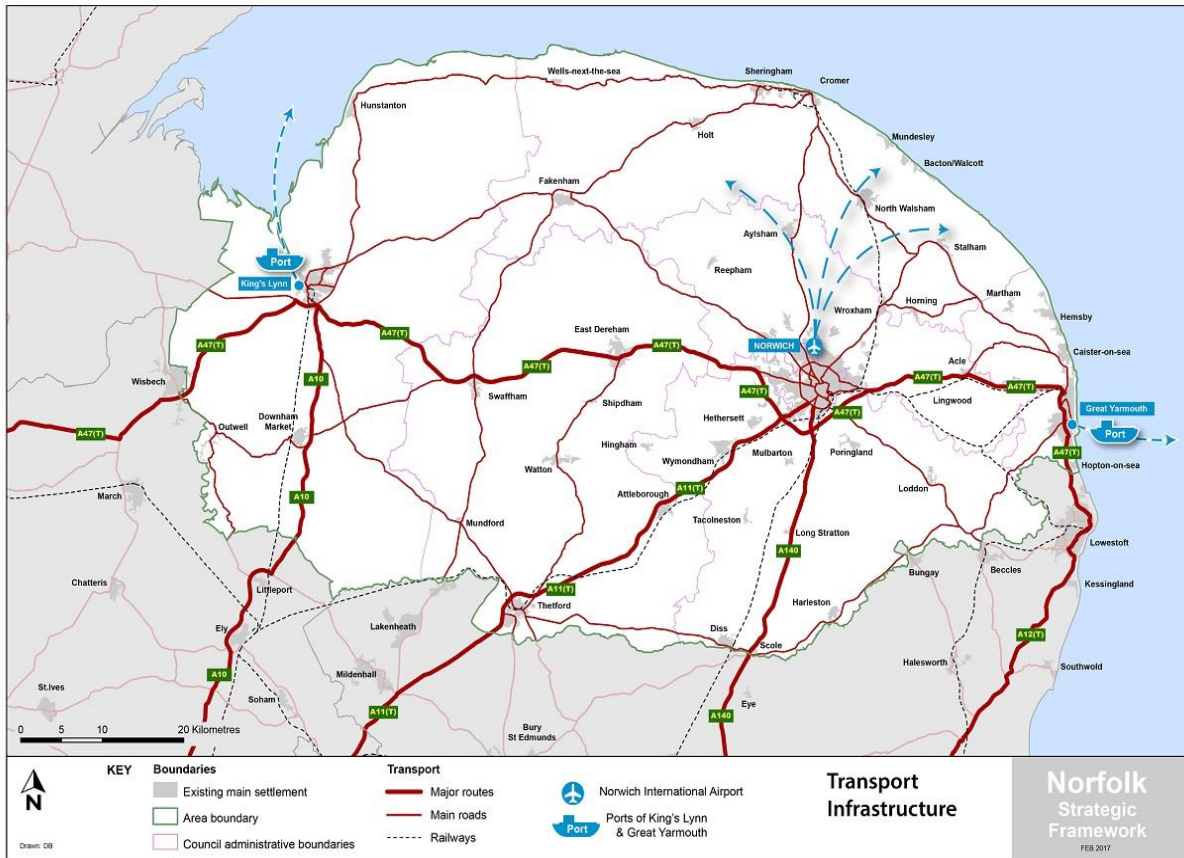 Wells-next-the-sea
Sheringham
Cromer
Hunstanton
Mundesley
Holt
Bacton/Walcott
Fakenham
North Walsham
Aylsham
Stalham
Reepham
Port
King's Lynn
Wroxham
Horning
Martham
Hemsby
East Dereham
A47(T)
A47(T)
A47(T)
NORWICH
Caister-on-sea
A47(T)
Acle
A47(T)
Wisbech
A10
A47(T)
A47(T)
Swaffham
Shipdham
Hethersett
A47(T)
Lingwood
Great Yarmouth
Port
Downham
Market
Outwell
A47(T)
Hingham
Wymondham
Mulbarton
Poringland
A47(T)
Hopton-on-sea
Watton
A11(T)
Loddon
March
A10
Attleborough
Tacolneston
Mundford
Long Stratton
Lowestoft
A140
Chatteris
Littleport
A11(T)
Bungay
Beccles
Kessingland
Thetford
Harleston
Ely
Lakenheath
Diss
Scole
A12(T)
Halesworth
Southwold
A10
Mildenhall
St.Ives
Soham
A11(T)
Eye
A140
Bury
St Edmunds
0 5 10 20 Kilometres
KEY
Boundaries
Existing main settlement
Area boundary
Council administrative boundaries
Transport
Major routes
Main roads
Railways
Norwich International Airport
Port
Ports of King's Lynn
& Great Yarmouth
Transport
Infrastructure
Norfolk
Strategic
Framework
FEB 2017
N
Drawn: DB